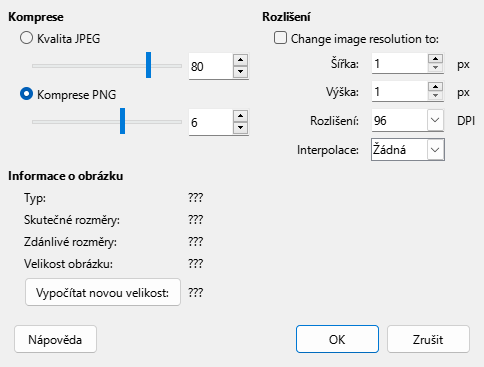 Komprese
Kvalita JPEG
80
Komprese PNG
6
Rozlišení
Change image resolution to:
Šířka: 1 px
Výška: 1 px
Rozlišení: 96 DPI
Interpolace: Žádná
Informace o obrázku
Typ: ???
Skutečné rozměry: ???
Zdánlivé rozměry: ???
Velikost obrázku: ???
Vypočítat novou velikost: ???
Nápověda OK Zrušit